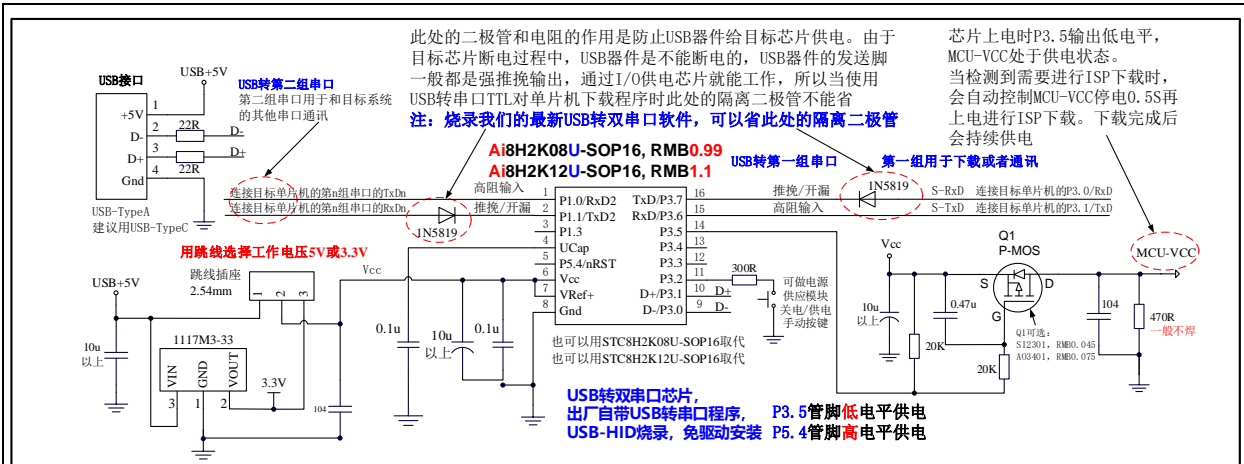 此处的二极管和电阻的作用是防止USB器件给目标芯片供电。由于
目标芯片断电过程中，USB器件是不能断电的，USB器件的发送脚
一般都是强推挽输出，通过I/O供电芯片就能工作，所以当使用
USB转串口TTL对单片机下载程序时此处的隔离二极管不能省
注：烧录我们的最新USB转双串口软件，可以省此处的隔离二极管
芯片上电时P3.5输出低电平，
MCU-VCC处于供电状态。
当检测到需要进行ISP下载时，
会自动控制MCU-VCC停电0.5S再
上电进行ISP下载。下载完成后
会持续供电
USB接口
USB+5V
+5V
D-
D+
Gnd
1
2
3
4
22R
22R
D-
D+
USB-TypeA
建议用USB-TypeC
USB转第二组串口
第二组串口用于和目标系统
的其他串口通讯
Ai8H2K08U-SOP16, RMB0.99
Ai8H2K12U-SOP16, RMB1.1
USB转第一组串口
第一组用于下载或者通讯
连接目标单片机的第n组串口的TxDn
连接目标单片机的第n组串口的RxDn
高阻输入
推挽/开漏
1N5819
1
2
3
4
5
6
7
8
P1.0/RxD2
P1.1/TxD2
P1.3
UCap
P5.4/nRST
Vcc
VRef+
Gnd
TxD/P3.7
RxD/P3.6
P3.5
P3.4
P3.3
P3.2
D+/P3.1
D-/P3.0
16
15
14
13
12
11
10
9
推挽/开漏
高阻输入
1N5819
S-RxD
连接目标单片机的P3.0/RxD
S-TxD
连接目标单片机的P3.1/TxD
300R
D+
D-
可做电源
供应模块
关电/供电
手动按键
也可以用STC8H2K08U-SOP16取代
也可以用STC8H2K12U-SOP16取代
用跳线选择工作电压5V或3.3V
跳线插座
2.54mm
USB+5V
1
2
3
Vcc
10u
以上
1117M3-33
VIN
GND
VOUT
3
1
2
3.3V
104
0.1u
10u
以上
0.1u
Vcc
10u
以上
0.47u
20K
20K
Q1
P-MOS
S
D
G
Q1可选：
SI2301, RMB0.045
AO3401, RMB0.075
104
MCU-VCC
470R
一般不焊
USB转双串口芯片，
出厂自带USB转串口程序，
USB-HID烧录，免驱动安装
P3.5管脚低电平供电
P5.4管脚高电平供电